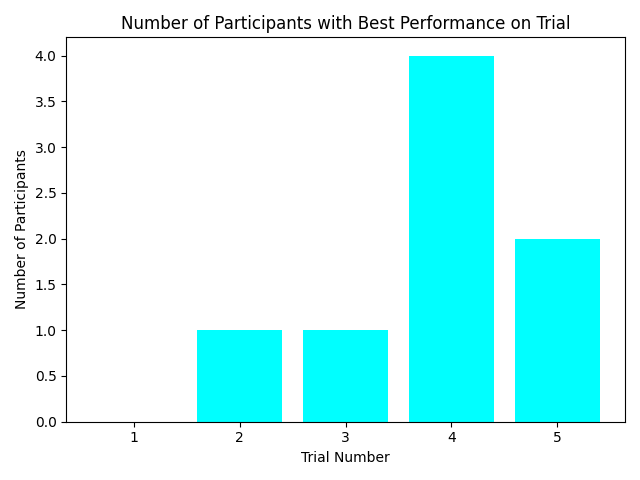 Number of Participants with Best Performance on Trial
4.0
3.5
3.0
2.5
2.0
1.5
1.0
0.5
0.0
Number of Participants
1 2 3 4 5
Trial Number